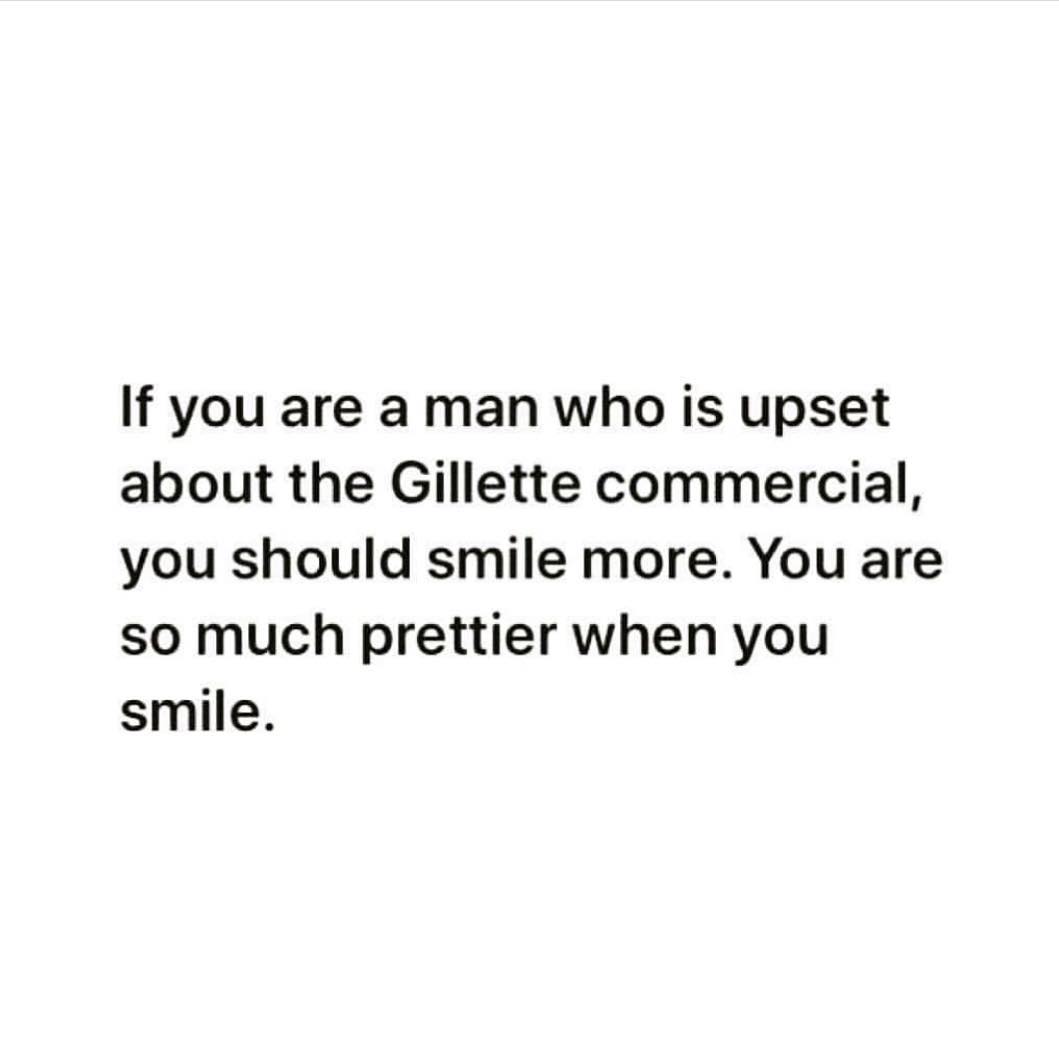 If you are a man who is upset
about the Gillette commercial,
you should smile more. You are
so much prettier when you
smile.